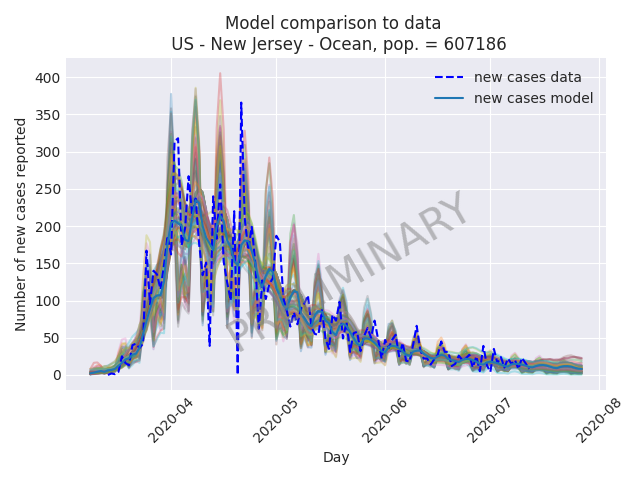 Model comparison to data
US - New Jersey - Ocean, pop. = 607186
new cases data
new cases model
Number of new cases reported
400
350
300
250
200
150
100
50
0
PRELIMINARY
2020-04
2020-05
2020-06
2020-07
2020-08
Day